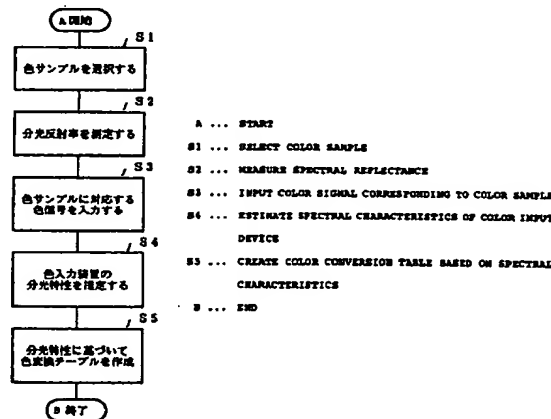 A 開始
S1
色サンプルを選択する
S2
分光反射率を測定する
S3
色サンプルに対応する
色信号を入力する
S4
色入力装置の
分光特性を推定する
S5
分光特性に基づいて
色変換テーブルを作成
B 終了
A ... START
S1 ... SELECT COLOR SAMPLE
S2 ... MEASURE SPECTRAL REFLECTANCE
S3 ... INPUT COLOR SIGNAL CORRESPONDING TO COLOR SAMPLE
S4 ... ESTIMATE SPECTRAL CHARACTERISTICS OF COLOR INPUT
DEVICE
S5 ... CREATE COLOR CONVERSION TABLE BASED ON SPECTRAL
CHARACTERISTICS
B ... END